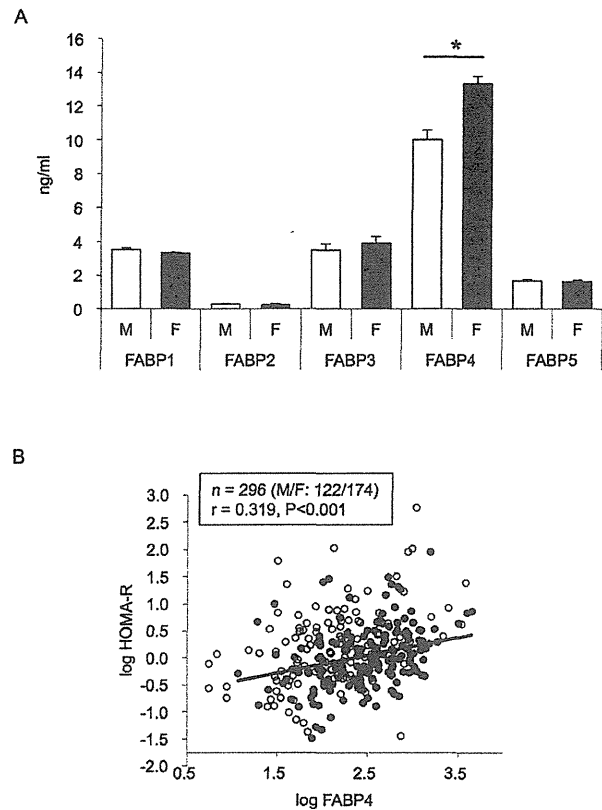 A
*
16
14
12
10
8
6
4
2
0
ng/ml
M F M F M F M F M F
FABP1 FABP2 FABP3 FABP4 FABP5
B
n = 296 (M/F: 122/174)
r = 0.319, P<0.001
3.0
2.5
2.0
1.5
1.0
0.5
0.0
-0.5
-1.0
-1.5
-2.0
log HOMA-R
0.5 1.5 2.5 3.5
log FABP4